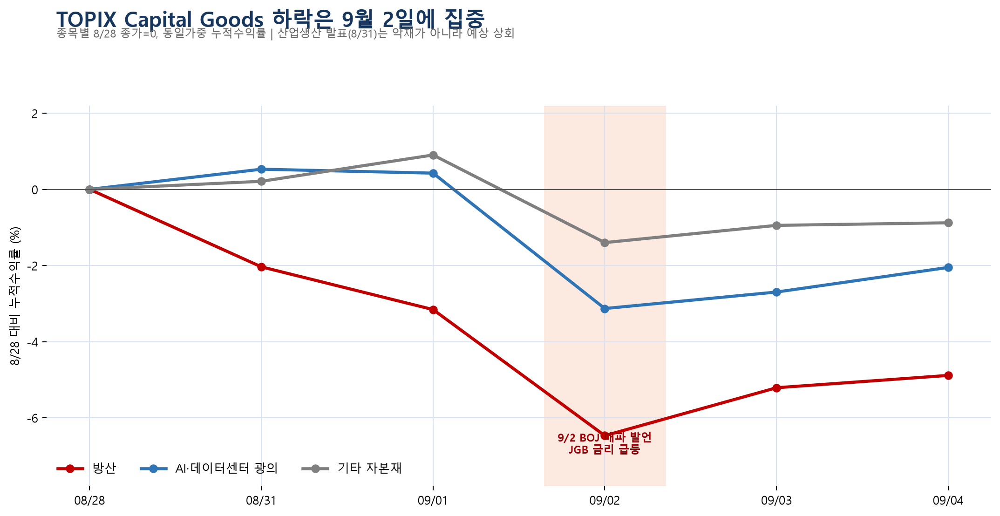 TOPIX Capital Goods 하락은 9월 2일에 집중
종목별 8/28 종가=0, 동일가중 누적수익률 | 산업생산 발표(8/31)는 악재가 아니라 예상 상회
8/28 대비 누적수익률 (%)
2
0
-2
-4
-6
9/2 BOJ 매파 발언
JGB 금리 급등
방산
AI·데이터센터 광의
기타 자본재
08/28
08/31
09/01
09/02
09/03
09/04